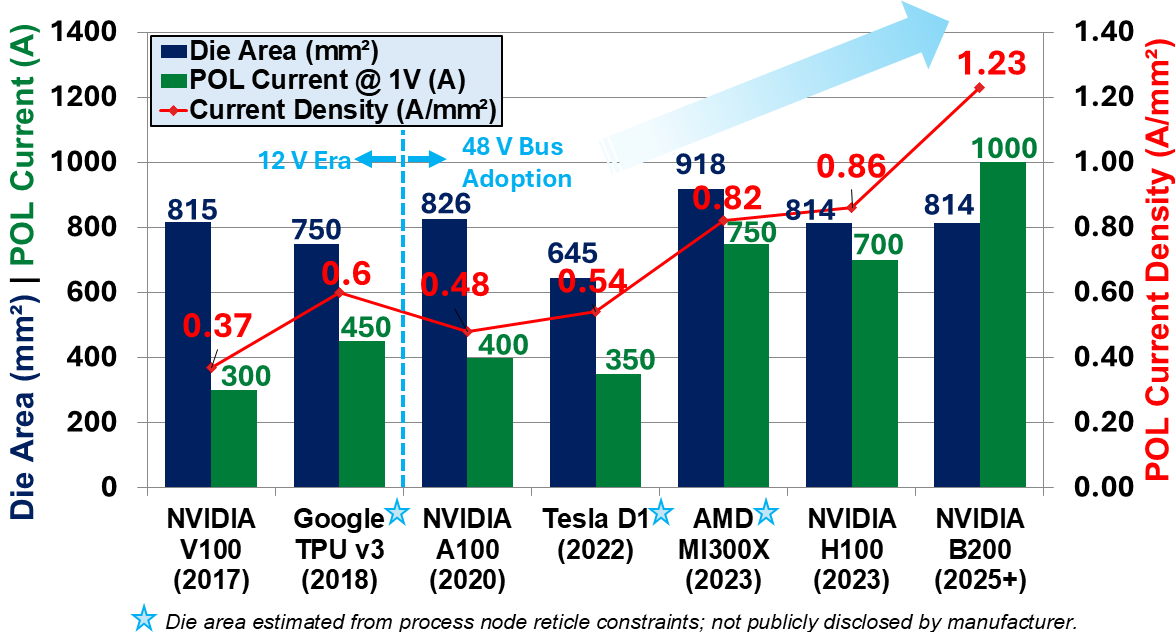 Die Area (mm²) | POL Current (A)
1400
1200
1000
800
600
400
200
0
Die Area (mm²)
POL Current @ 1V (A)
Current Density (A/mm²)
12 V Era
48 V Bus
Adoption
815
300
0.37
750
450
0.6
826
400
0.48
645
350
0.54
918
750
0.82
814
700
0.86
814
1000
1.23
1.40
1.20
1.00
0.80
0.60
0.40
0.20
0.00
POL Current Density (A/mm²)
NVIDIA
V100
(2017)
Google
TPU v3
(2018)
NVIDIA
A100
(2020)
Tesla D1
(2022)
AMD
MI300X
(2023)
NVIDIA
H100
(2023)
NVIDIA
B200
(2025+)
Die area estimated from process node reticle constraints; not publicly disclosed by manufacturer.